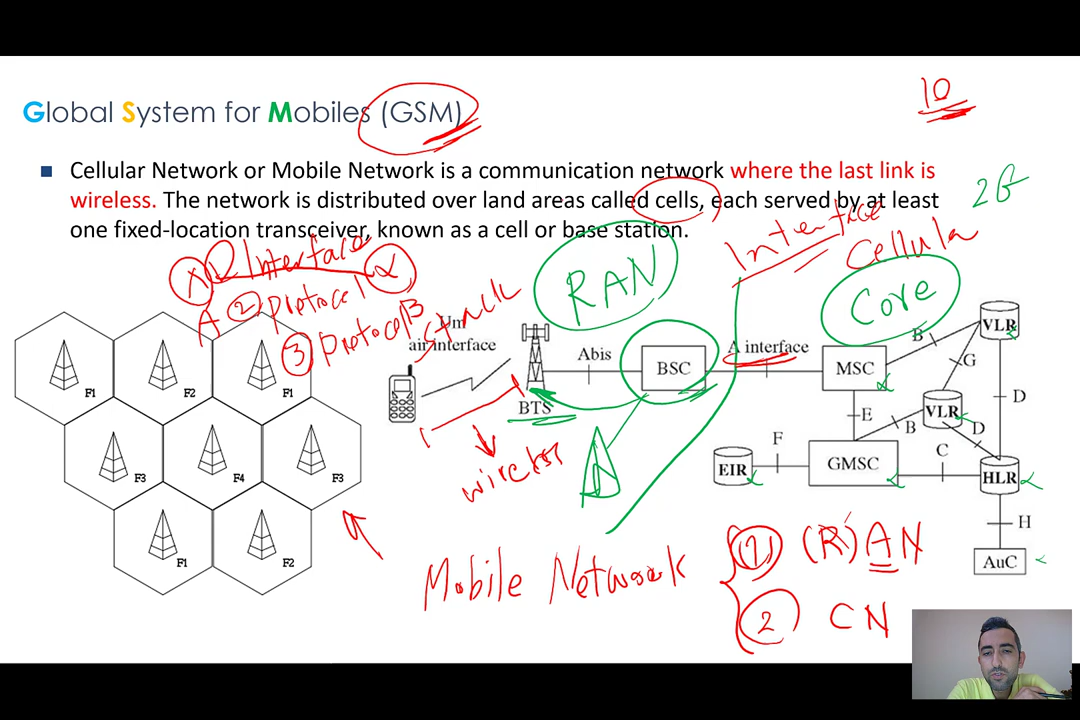 10
Global System for Mobiles (GSM)
■ Cellular Network or Mobile Network is a communication network where the last link is
wireless. The network is distributed over land areas called cells, each served by at least
one fixed-location transceiver, known as a cell or base station.
2G
Interface
Cellula
RAN
Core
X ① Interface α
A ② Protocol
③ Protocol B
stack
Um
air interface
BTS
Abis
BSC
A interface
MSC
B
VLR
G
E
B
VLR
D
D
EIR
F
GMSC
C
HLR
H
AuC
F1
F2
F1
F3
F4
F3
F1
F2
wireless
Mobile Network
① (R) AN
② CN